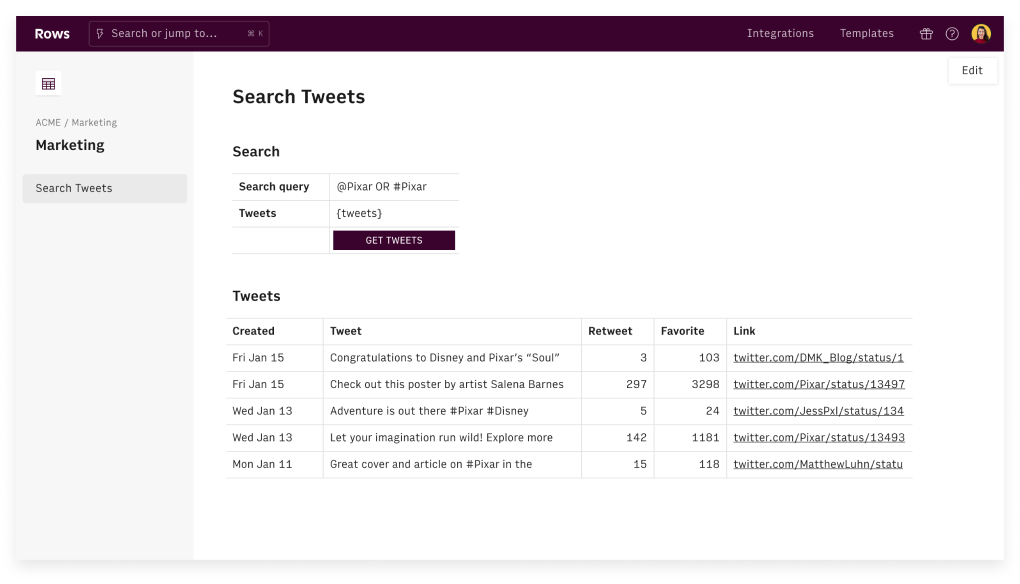 Rows
Search or jump to... ⌘ K
Integrations Templates
Edit
ACME / Marketing
Marketing
Search Tweets
Search Tweets
Search
Search query @Pixar OR #Pixar
Tweets {tweets}
GET TWEETS
Tweets
Created Tweet Retweet Favorite Link
Fri Jan 15 Congratulations to Disney and Pixar’s “Soul” 3 103 twitter.com/DMK_Blog/status/1
Fri Jan 15 Check out this poster by artist Salena Barnes 297 3298 twitter.com/Pixar/status/13497
Wed Jan 13 Adventure is out there #Pixar #Disney 5 24 twitter.com/JessPxl/status/134
Wed Jan 13 Let your imagination run wild! Explore more 142 1181 twitter.com/Pixar/status/13493
Mon Jan 11 Great cover and article on #Pixar in the 15 118 twitter.com/MatthewLuhn/statu